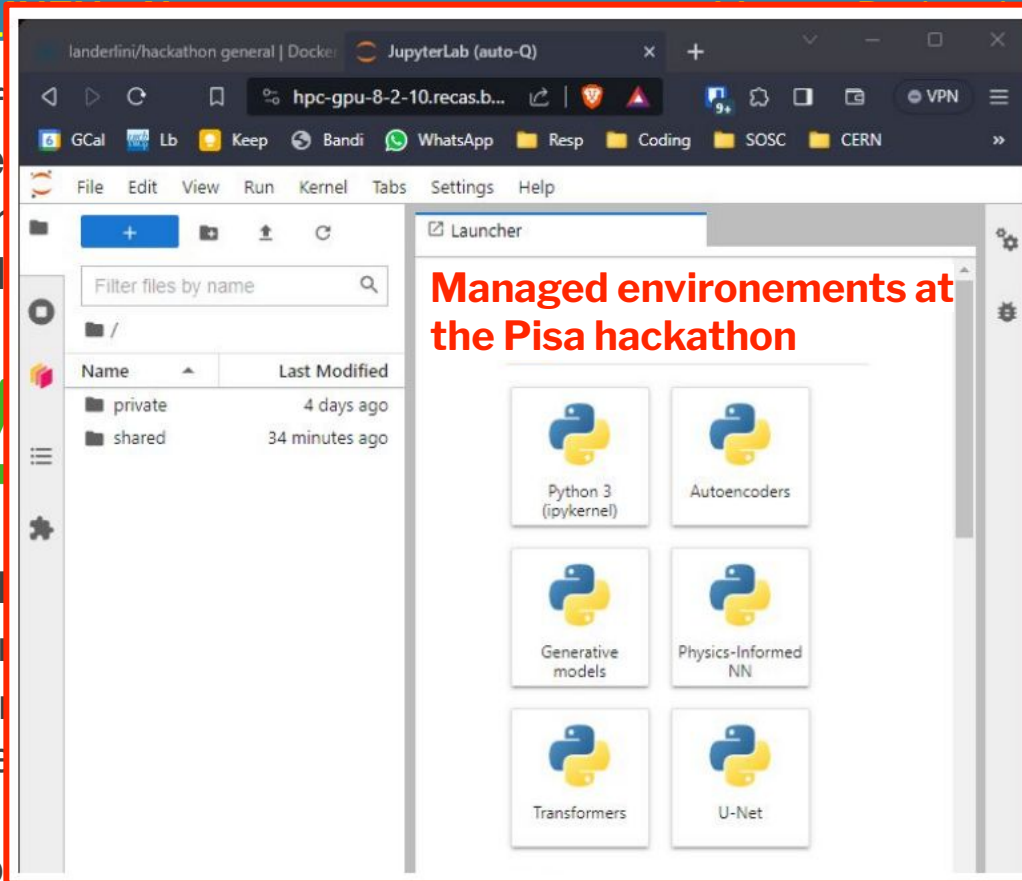 landerlini/hackathon general | Docker
JupyterLab (auto-Q)
hpc-gpu-8-2-10.recas.b...
9+
VPN
6 GCal
Lb
Keep
Bandi
WhatsApp
Resp
Coding
SOSC
CERN
»
File Edit View Run Kernel Tabs Settings Help
Launcher
Filter files by name
/
Managed environements at
the Pisa hackathon
Name
Last Modified
private 4 days ago
shared 34 minutes ago
Python 3
(ipykernel)
Autoencoders
Generative
models
Physics-Informed
NN
Transformers
U-Net